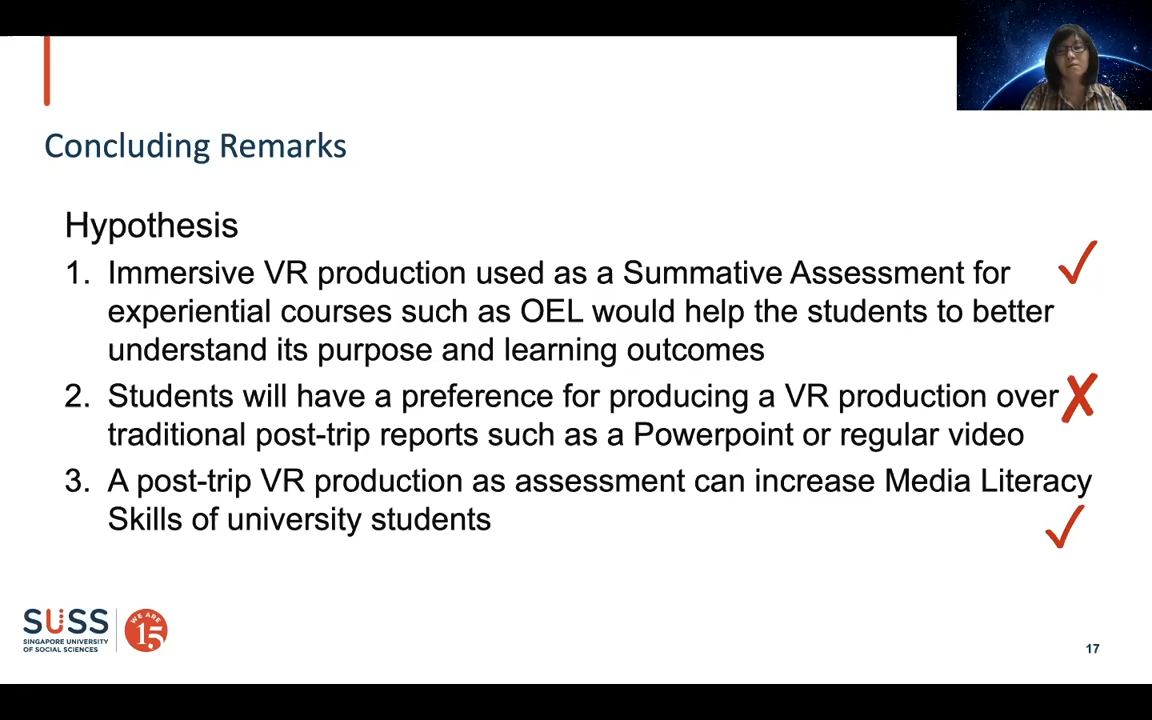 Concluding Remarks
Hypothesis
1. Immersive VR production used as a Summative Assessment for
experiential courses such as OEL would help the students to better
understand its purpose and learning outcomes
2. Students will have a preference for producing a VR production over
traditional post-trip reports such as a Powerpoint or regular video
3. A post-trip VR production as assessment can increase Media Literacy
Skills of university students
SUSS
SINGAPORE UNIVERSITY
OF SOCIAL SCIENCES
WE ARE
15
17